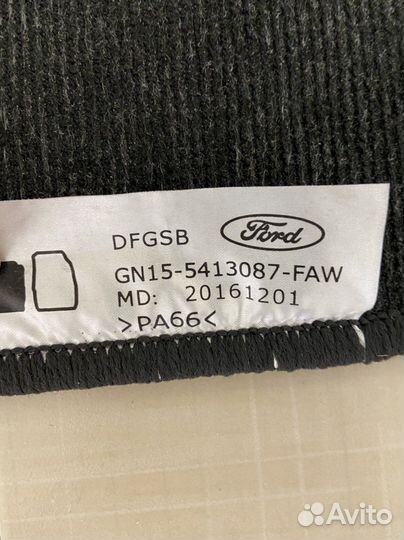 DFGSB Ford
GN15-5413087-FAW
MD: 20161201
>PA66<
Avito